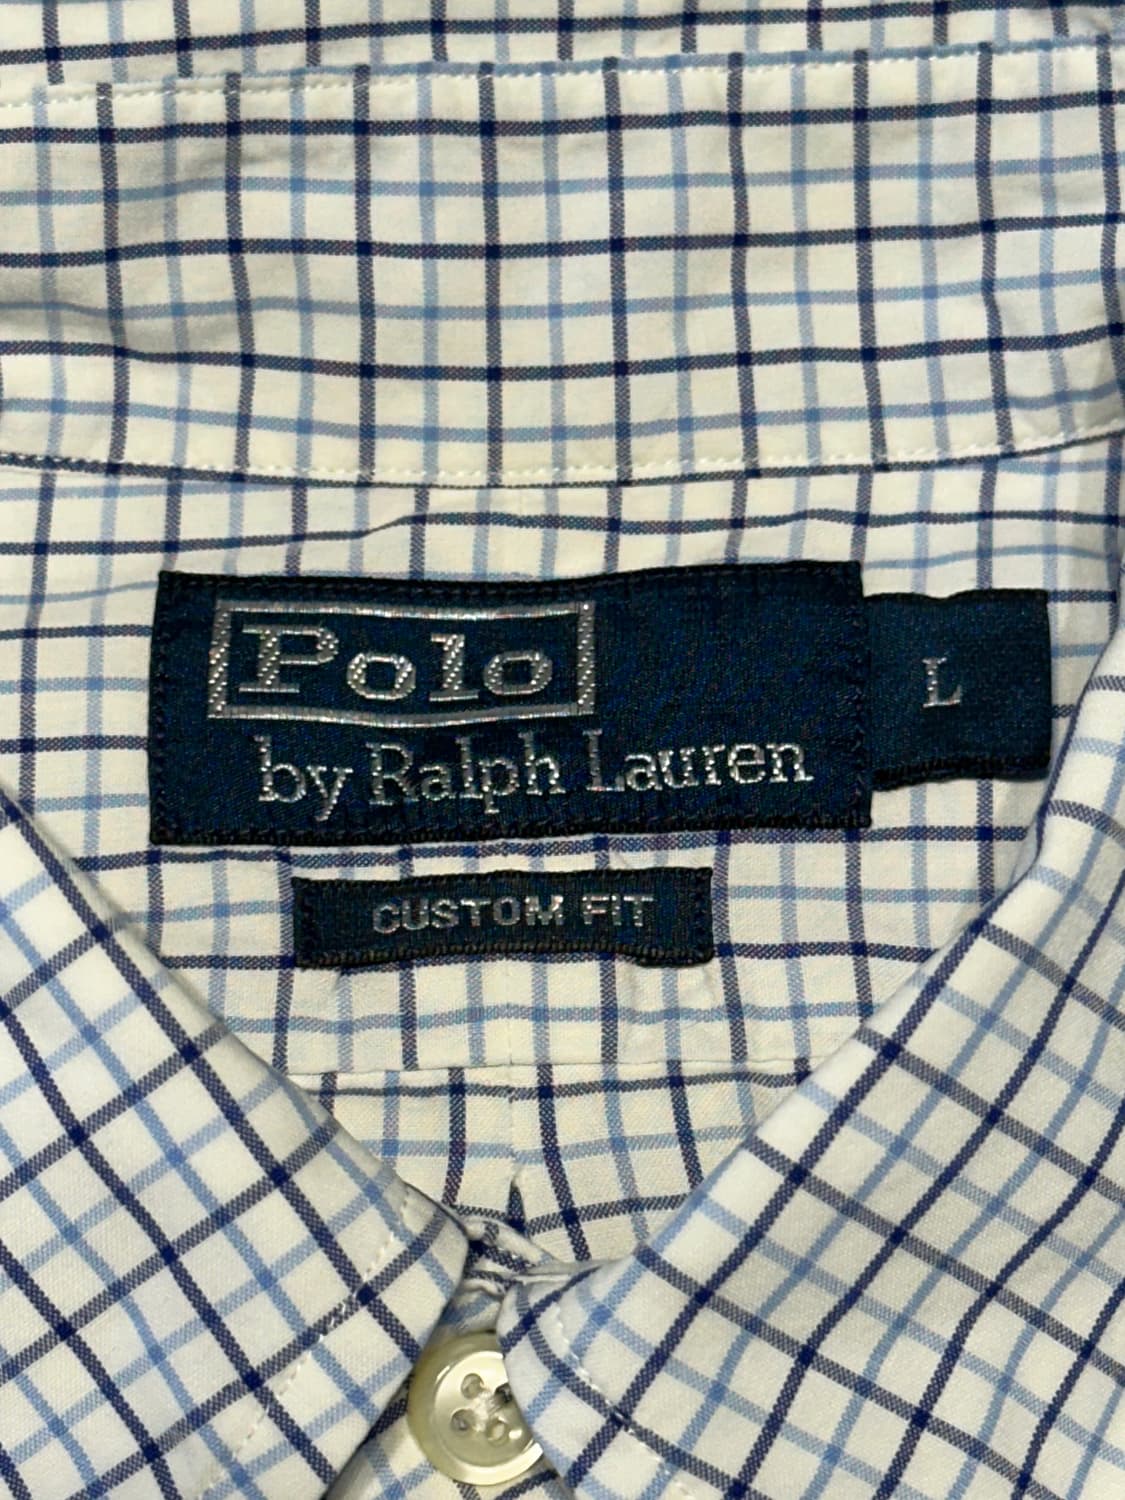 Polo
by Ralph Lauren
L
CUSTOM FIT